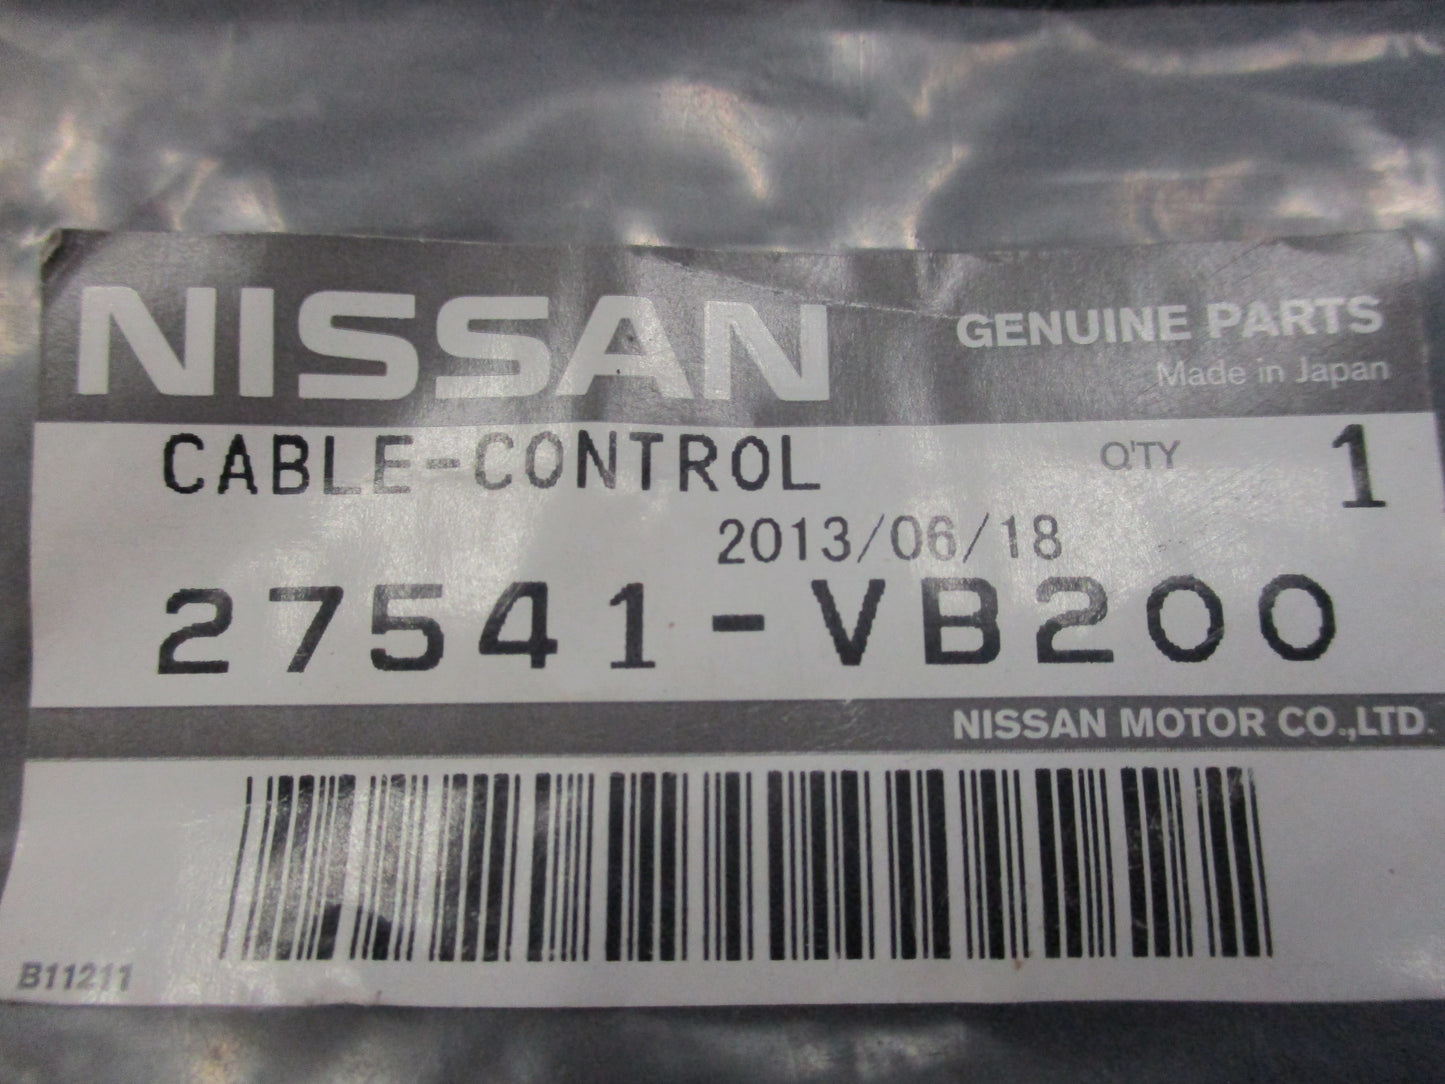 NISSAN
GENUINE PARTS
Made in Japan
CABLE-CONTROL
Q'TY 1
2013/06/18
27541-VB200
NISSAN MOTOR CO.,LTD.
B11211